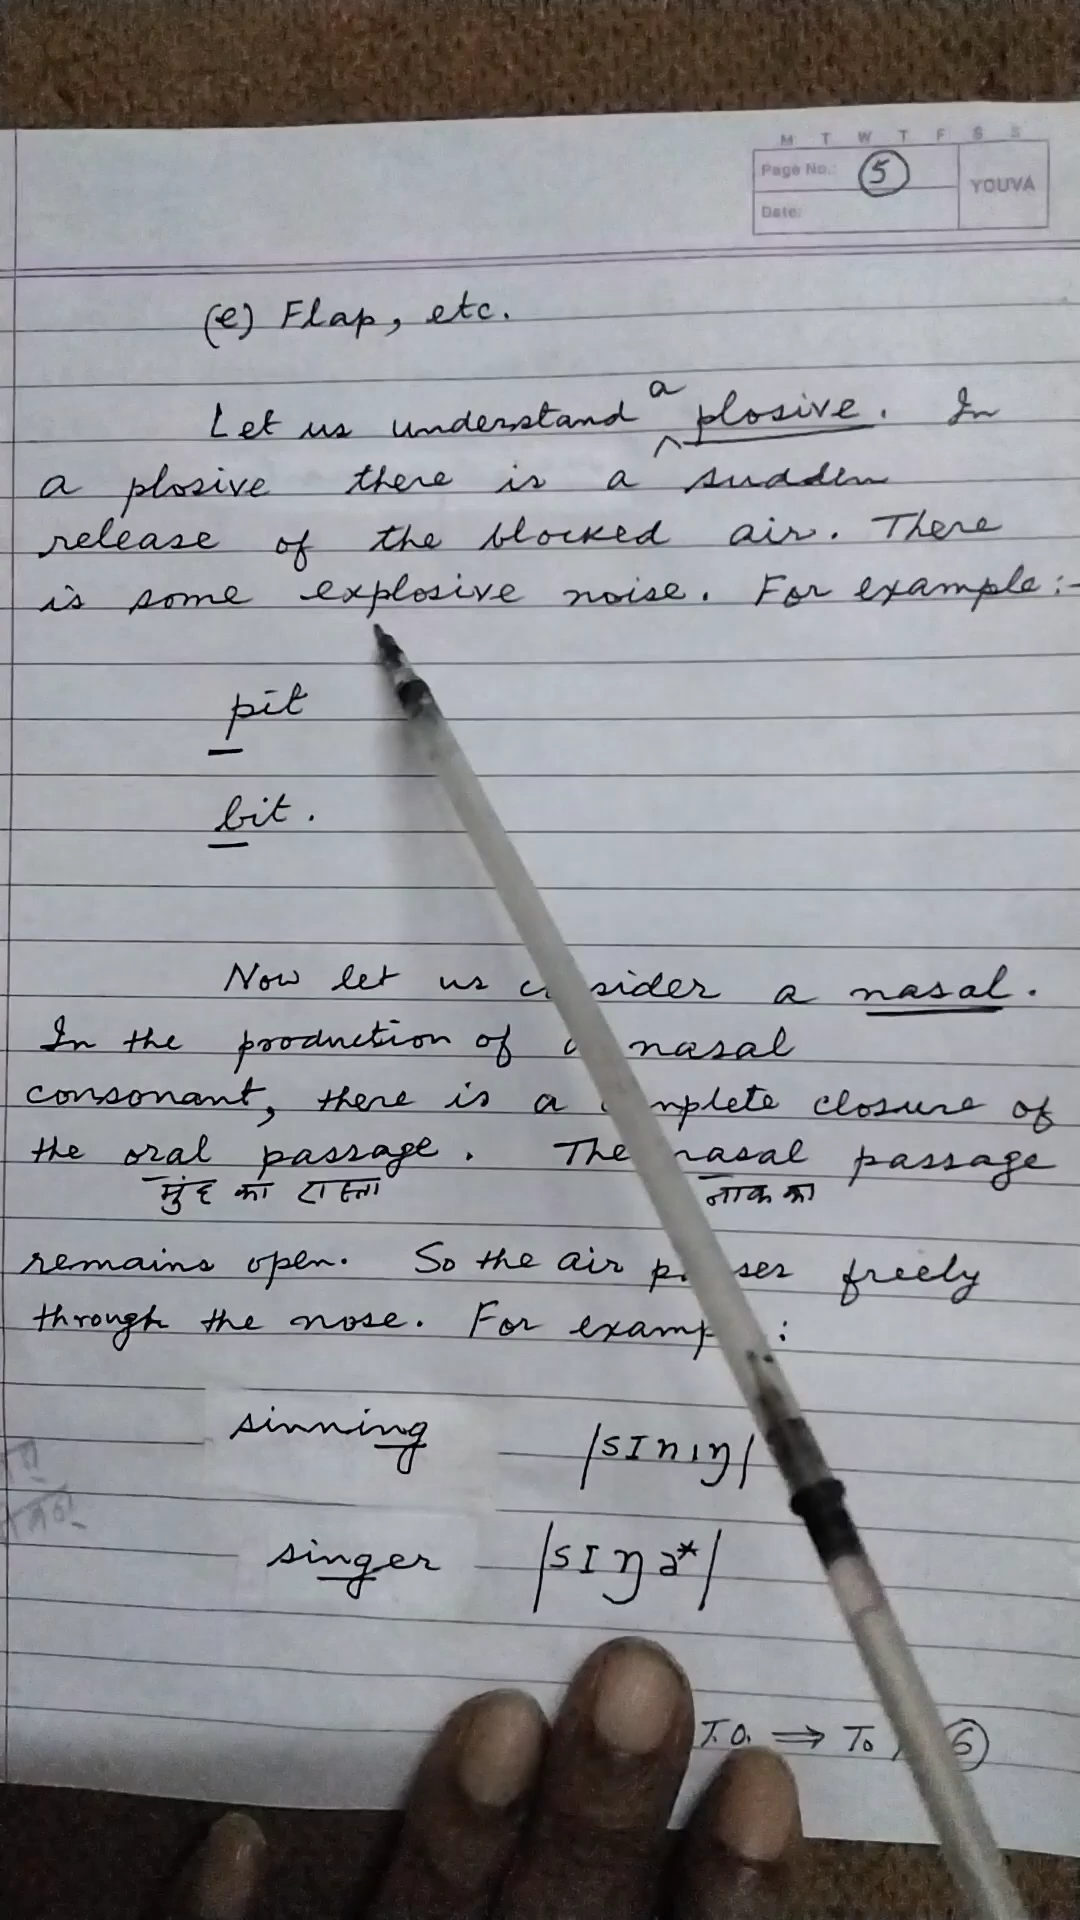 M T W T F S S
Page No.: 5
YOUVA
Date:
(e) Flap, etc.
Let us understand a plosive. In
a plosive there is a sudden
release of the blocked air. There
is some explosive noise. For example:-
pit
bit.
Now let us sider a nasal.
In the production of nasal
consonant, there is a mplete closure of
the oral passage. The nasal passage
मुंह का रास्ता नाक का
remains open. So the air freely
through the nose. For examp :
sinning /sɪnɪŋ/
singer /sɪŋə*/
T.O. ⇒ To 6